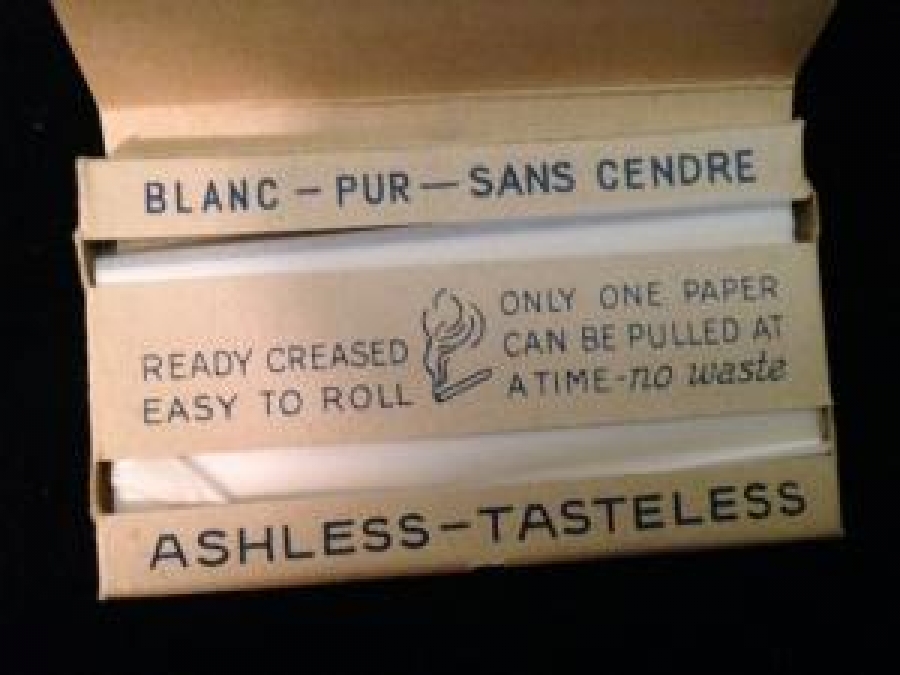 BLANC - PUR - SANS CENDRE
READY CREASED
EASY TO ROLL
ONLY ONE PAPER
CAN BE PULLED AT
A TIME - no waste
ASHLESS - TASTELESS